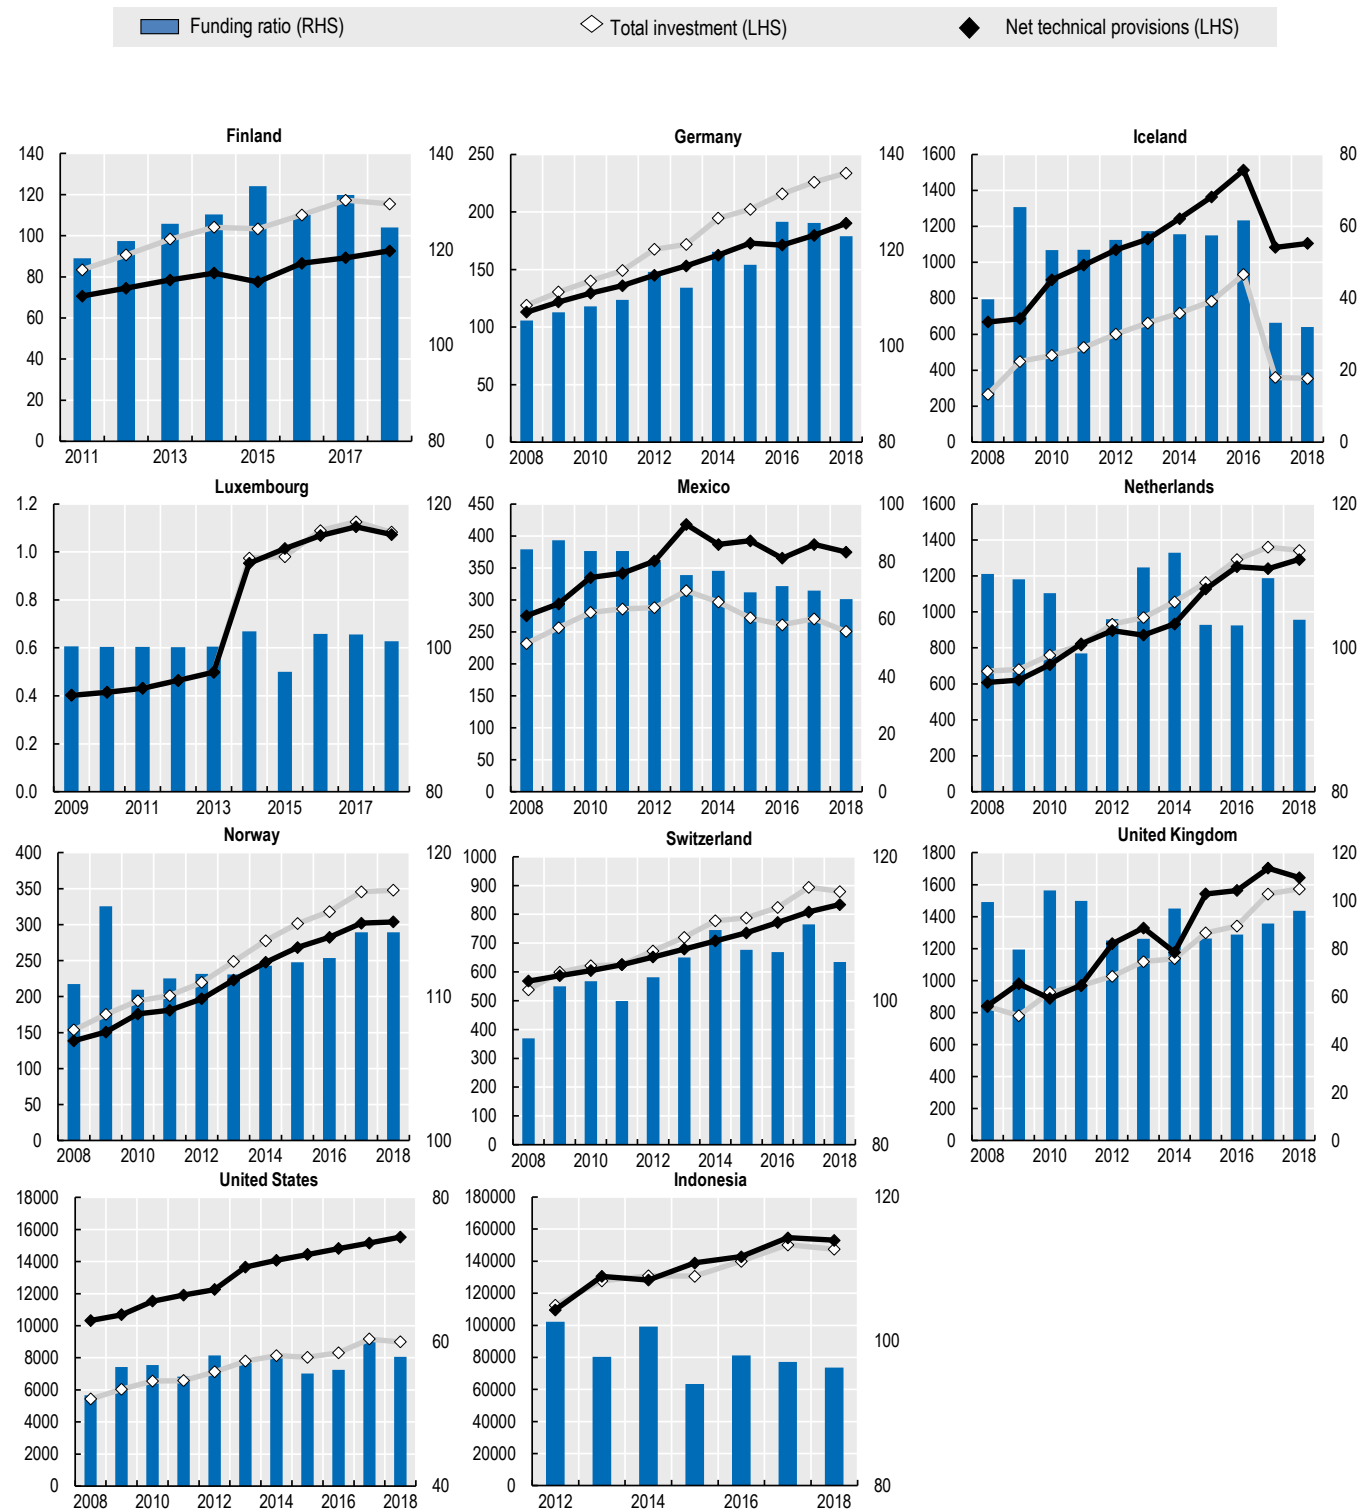 Funding ratio (RHS) Total investment (LHS) Net technical provisions (LHS)
Finland
140 120 100 80 60 40 20 0
140 120 100 80
2011 2013 2015 2017
Germany
250 200 150 100 50 0
140 120 100 80
2008 2010 2012 2014 2016 2018
Iceland
1600 1400 1200 1000 800 600 400 200 0
80 60 40 20 0
2008 2010 2012 2014 2016 2018
Luxembourg
1.2 1.0 0.8 0.6 0.4 0.2 0.0
120 100 80
2009 2011 2013 2015 2017
Mexico
450 400 350 300 250 200 150 100 50 0
100 80 60 40 20 0
2008 2010 2012 2014 2016 2018
Netherlands
1600 1400 1200 1000 800 600 400 200 0
120 100 80
2008 2010 2012 2014 2016 2018
Norway
400 350 300 250 200 150 100 50 0
120 110 100
2008 2010 2012 2014 2016 2018
Switzerland
1000 900 800 700 600 500 400 300 200 100 0
120 100 80
2008 2010 2012 2014 2016 2018
United Kingdom
1800 1600 1400 1200 1000 800 600 400 200 0
120 100 80 60 40 20 0
2008 2010 2012 2014 2016 2018
United States
18000 16000 14000 12000 10000 8000 6000 4000 2000 0
80 60 40
2008 2010 2012 2014 2016 2018
Indonesia
180000 160000 140000 120000 100000 80000 60000 40000 20000 0
120 100 80
2012 2014 2016 2018